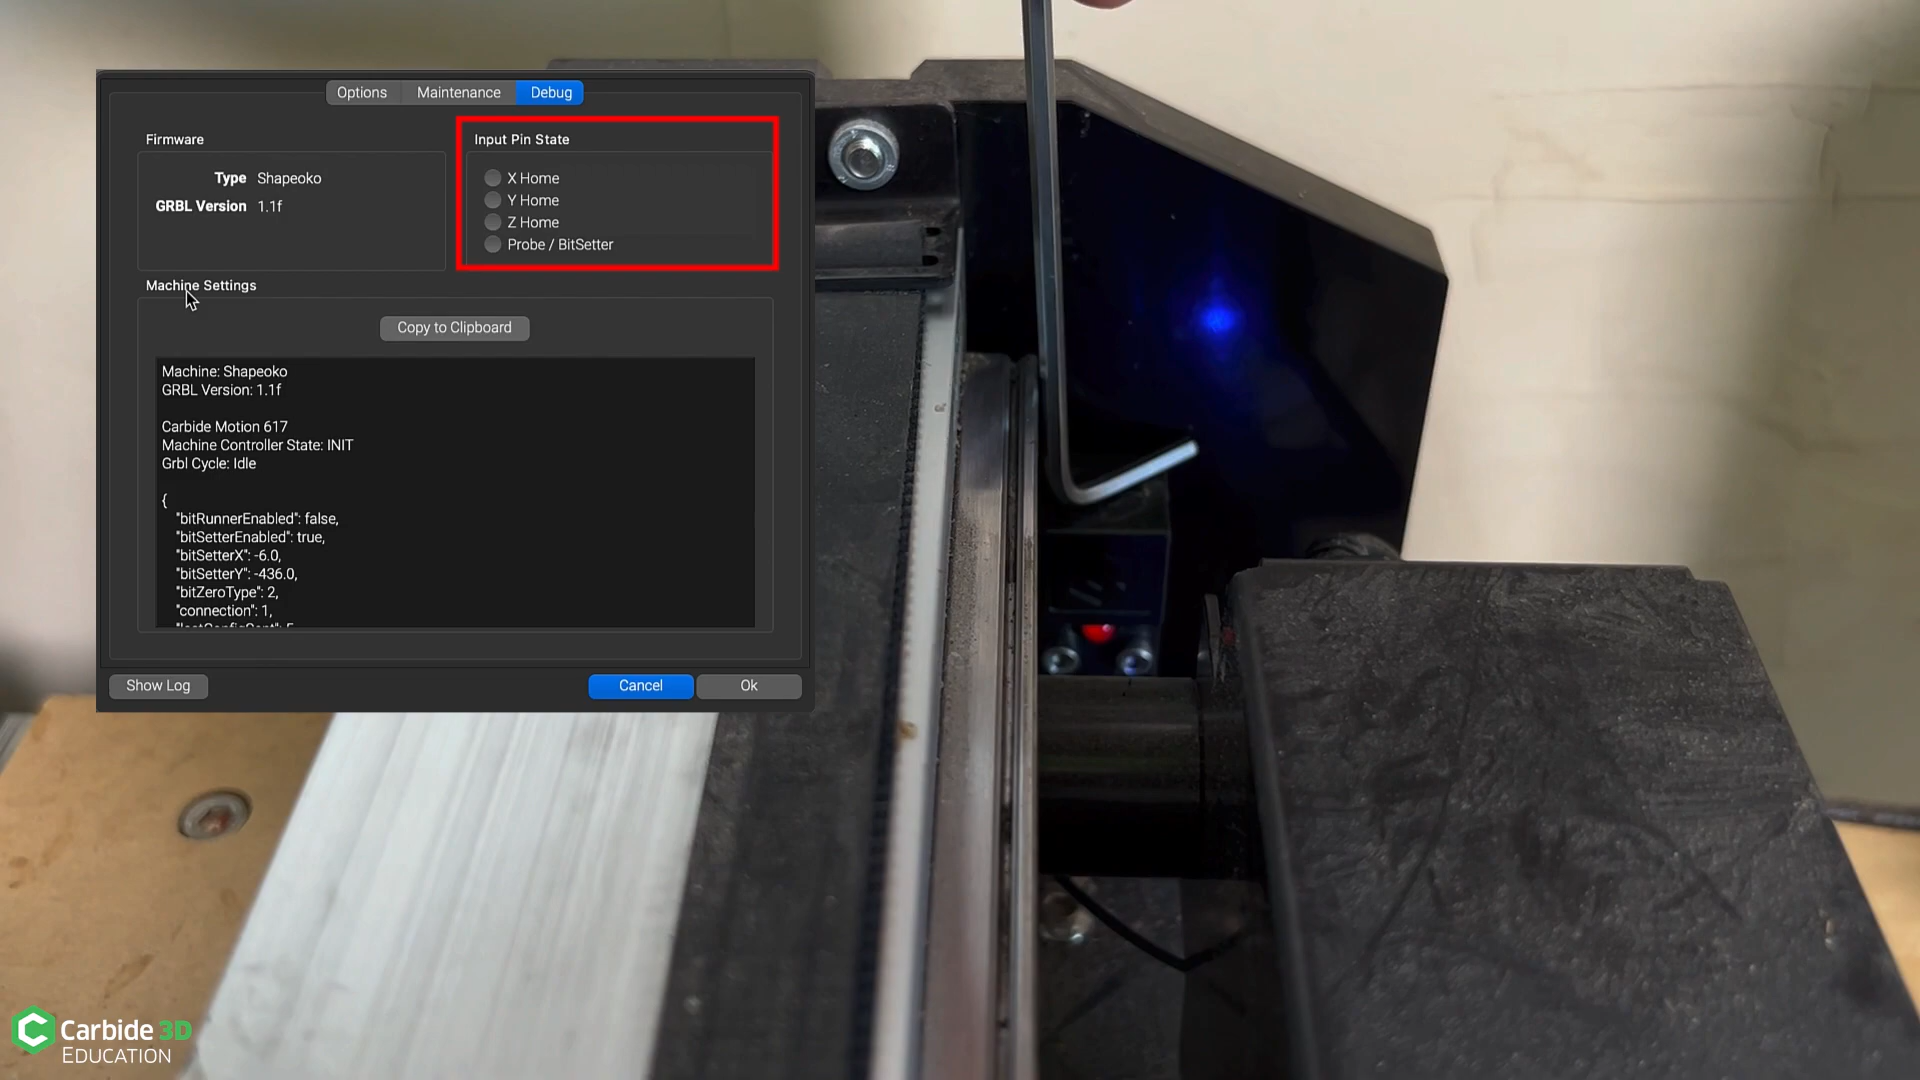 Options Maintenance Debug
Firmware
Type Shapeoko
GRBL Version 1.1f
Input Pin State
X Home
Y Home
Z Home
Probe / BitSetter
Machine Settings
Copy to Clipboard
Machine: Shapeoko
GRBL Version: 1.1f
Carbide Motion 617
Machine Controller State: INIT
Grbl Cycle: Idle
{
"bitRunnerEnabled": false,
"bitSetterEnabled": true,
"bitSetterX": -6.0,
"bitSetterY": -436.0,
"bitZeroType": 2,
"connection": 1,
Show Log Cancel Ok
Carbide 3D
EDUCATION